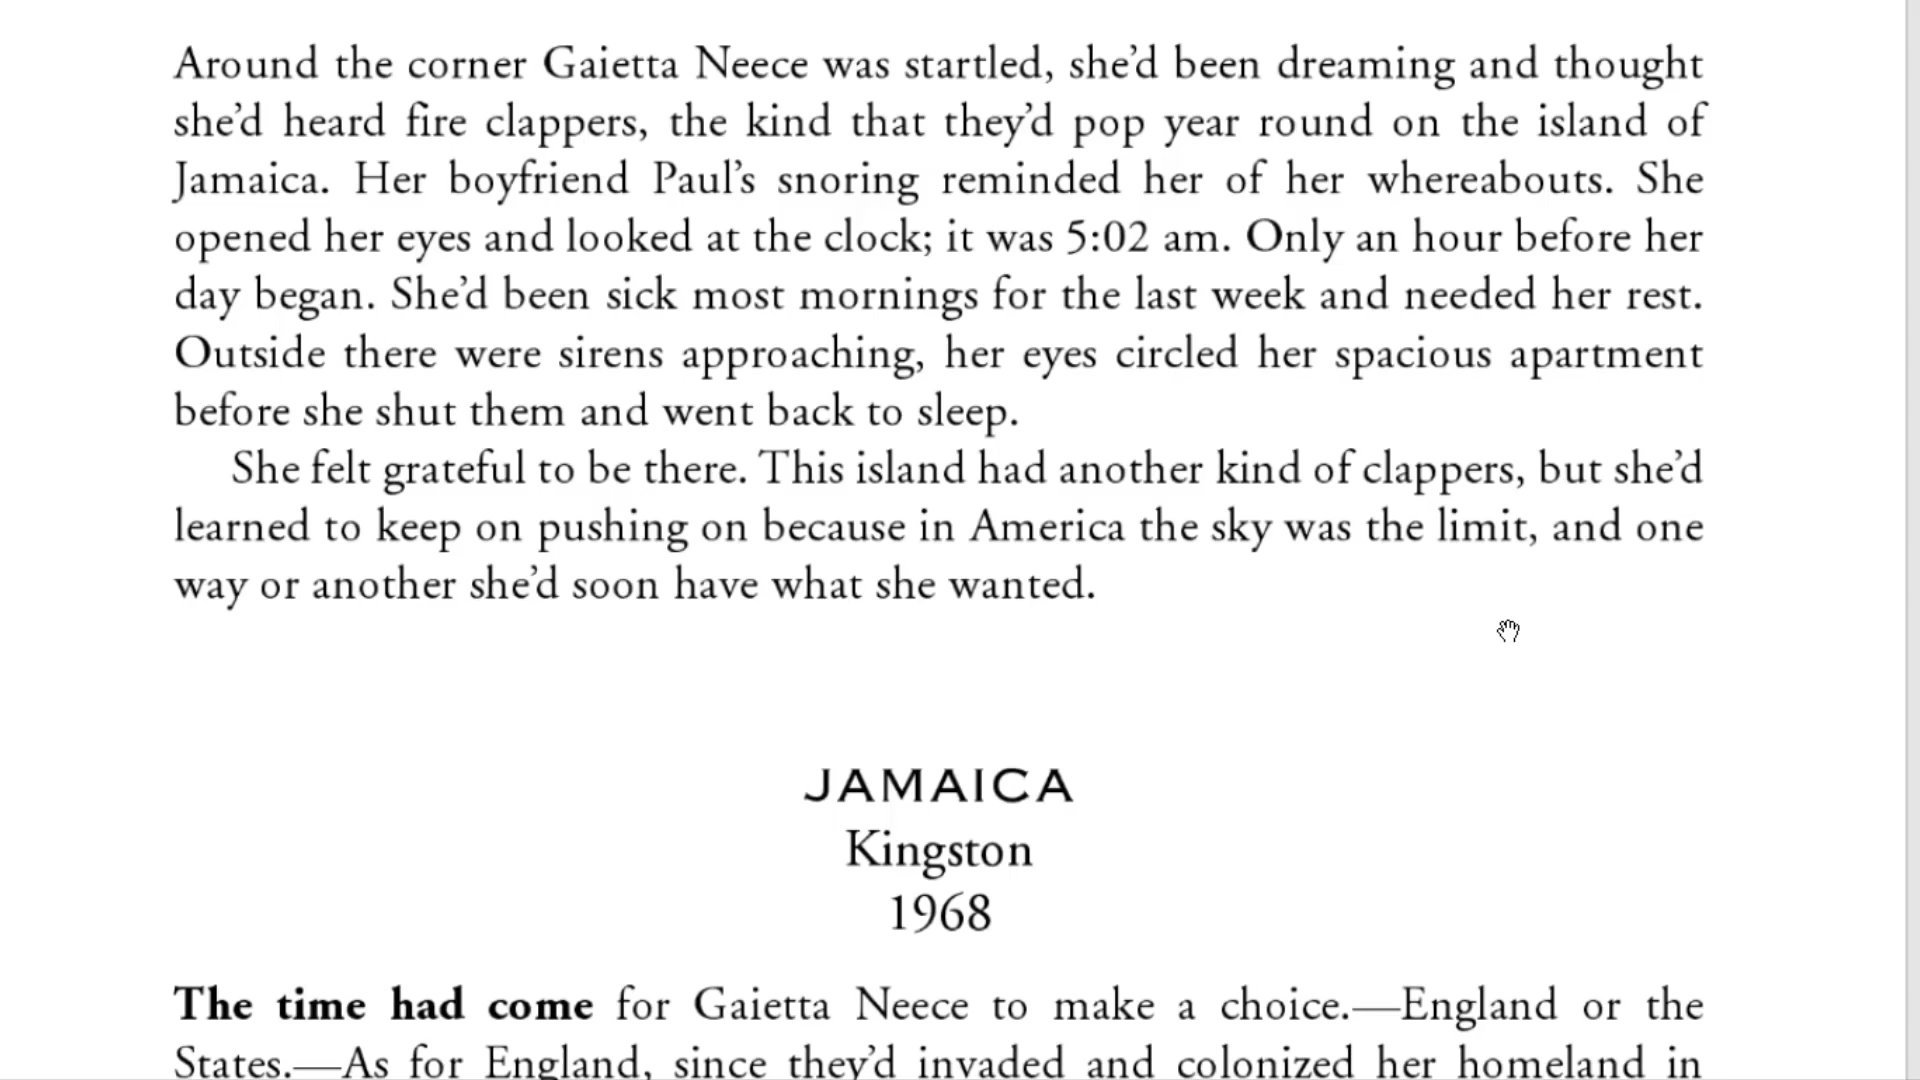 Around the corner Gaietta Neece was startled, she’d been dreaming and thought
she’d heard fire clappers, the kind that they’d pop year round on the island of
Jamaica. Her boyfriend Paul’s snoring reminded her of her whereabouts. She
opened her eyes and looked at the clock; it was 5:02 am. Only an hour before her
day began. She’d been sick most mornings for the last week and needed her rest.
Outside there were sirens approaching, her eyes circled her spacious apartment
before she shut them and went back to sleep.
She felt grateful to be there. This island had another kind of clappers, but she’d
learned to keep on pushing on because in America the sky was the limit, and one
way or another she’d soon have what she wanted.
JAMAICA
Kingston
1968
The time had come for Gaietta Neece to make a choice.—England or the
States.—As for England, since they’d invaded and colonized her homeland in